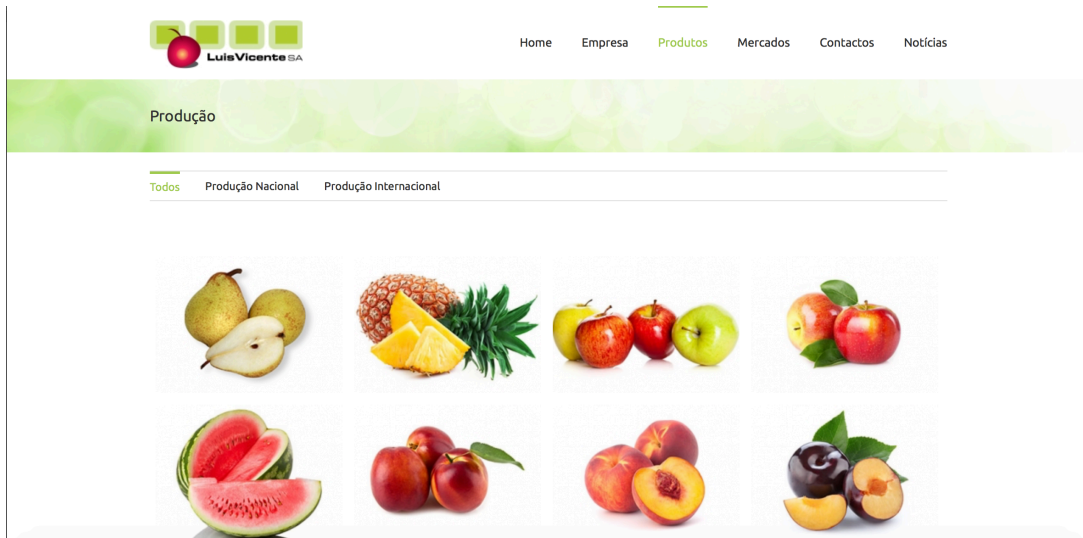 LuisVicente SA
Home Empresa Produtos Mercados Contactos Notícias
Produção
Todos Produção Nacional Produção Internacional